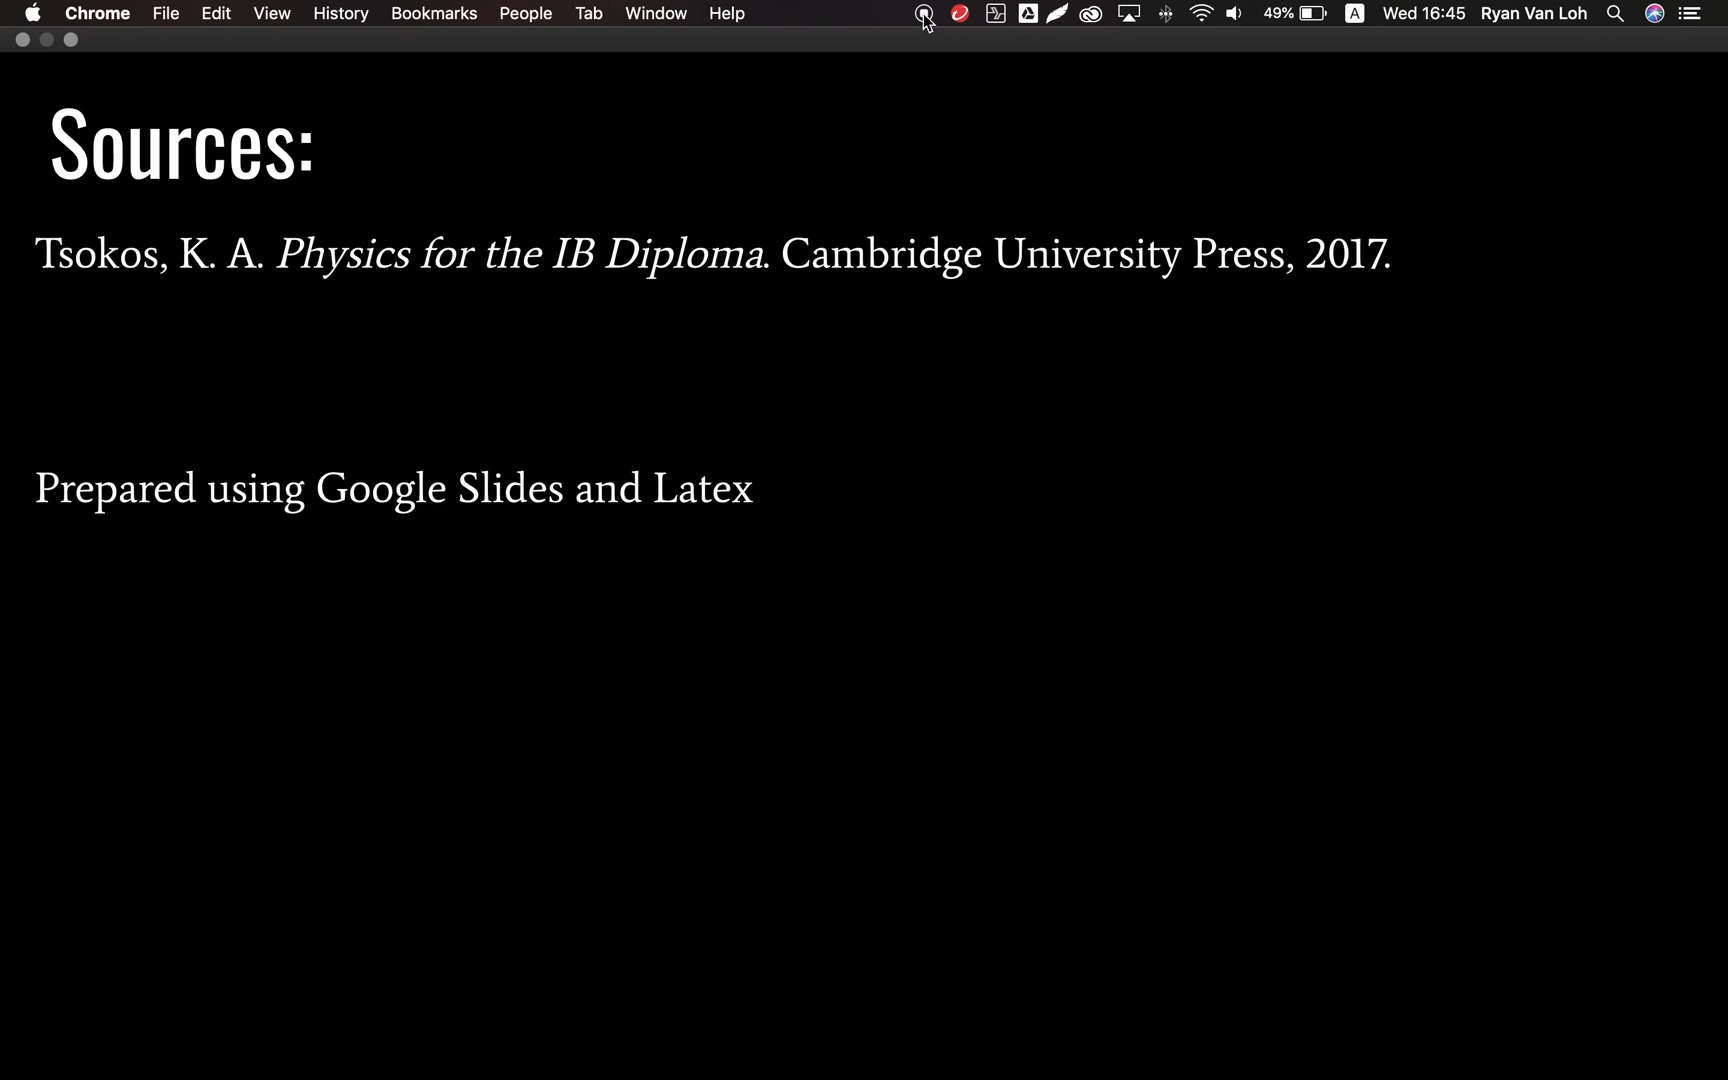 Chrome File Edit View History Bookmarks People Tab Window Help 49% A Wed 16:45 Ryan Van Loh
Sources:
Tsokos, K. A. Physics for the IB Diploma. Cambridge University Press, 2017.
Prepared using Google Slides and Latex